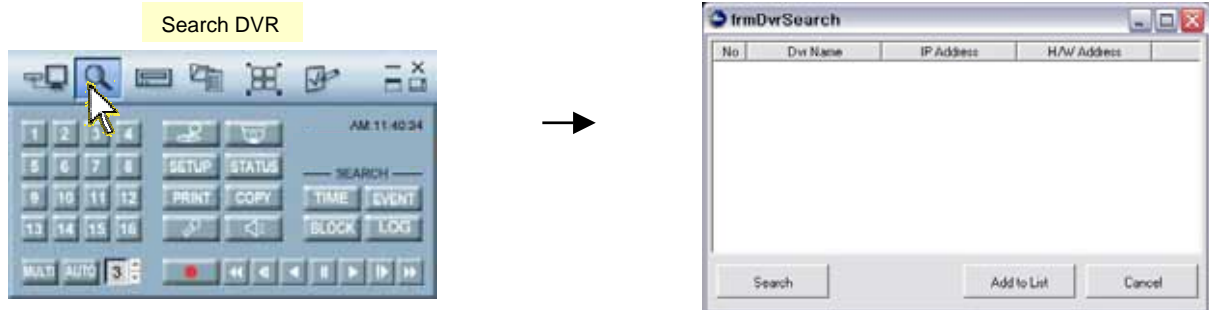 Search DVR
AM 11:40:34
1 2 3 4
5 6 7 8
SETUP STATUS
SEARCH
9 10 11 12
PRINT COPY
TIME EVENT
13 14 15 16
BLOCK LOG
MULTI AUTO 3
frmDvrSearch
No Dvr Name IP Address H/W Address
Search Add to List Cancel